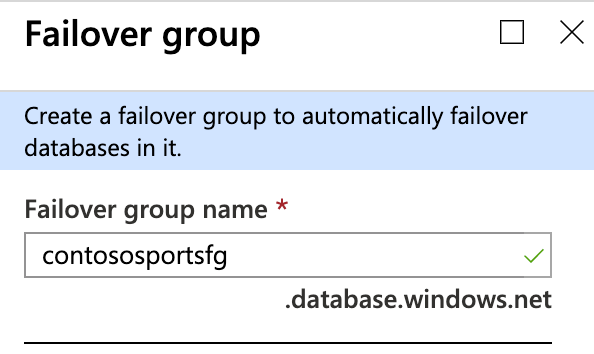 Failover group
Create a failover group to automatically failover
databases in it.
Failover group name *
contososportsfg
.database.windows.net